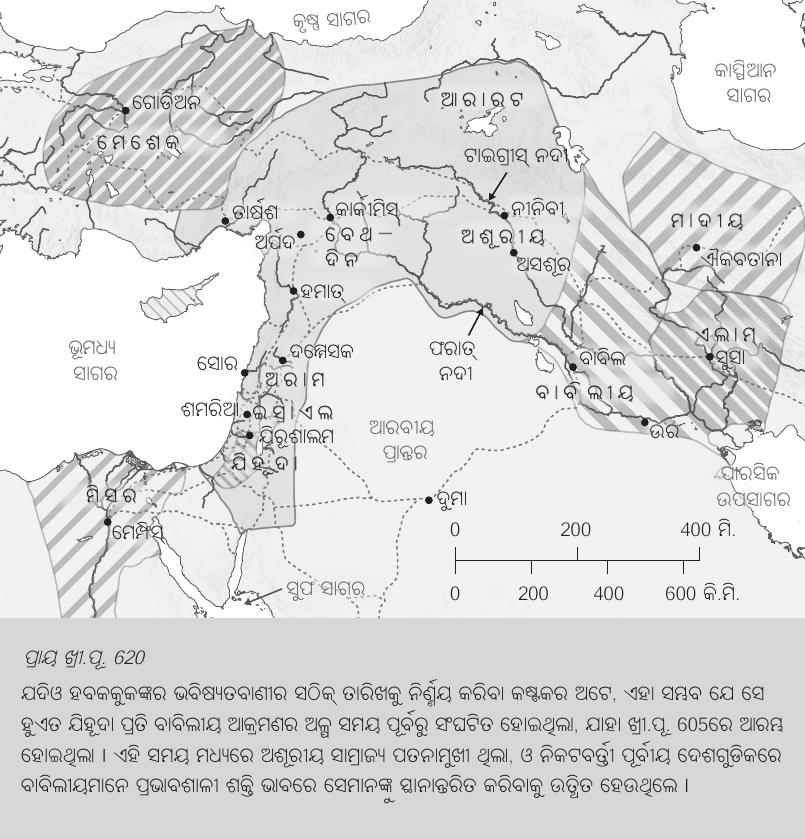 କୃଷ୍ଣ ସାଗର
କାସ୍ପିଆନ
ସାଗର
ଗୋର୍ଡିଅନ
ମେଶେକ୍
ଆରାରଟ
ଟାଇଗ୍ରୀସ୍ ନଦୀ
ତାର୍ଷଶ
କାର୍କୀମିସ୍
ନୀନିବୀ
ମାଦୀୟ
ଅର୍ପଦ
ବେଥ –
ଦିନ
ଅଶୂରୀୟ
ଐକବତାନା
ଅସଶୂର
ହମାତ୍
ଏଲାମ୍
ଭୂମଧ୍ୟ
ସାଗର
ଫରାତ୍
ନଦୀ
ସୋର
ଦମ୍ମେସକ
ବାବିଲ
ସୁସା
ଅରାମ
ବାବିଲୀୟ
ଶମରିଆ
ଇସ୍ରାଏଲ
ଯିରୂଶାଲମ
ଆରବୀୟ
ପ୍ରାନ୍ତର
ଉର
ଯିହୂଦା
ପାରସିକ
ଉପସାଗର
ମିସର
ଦୁମା
ମେମ୍ଫିସ
0 200 400 ମି.
0 200 400 600 କି.ମି.
ସୁଫ ସାଗର
ପ୍ରାୟ ଖ୍ରୀ.ପୂ. 620
ଯଦିଓ ହବକକୁକଙ୍କର ଭବିଷ୍ୟତବାଣୀର ସଠିକ୍ ତାରିଖକୁ ନିର୍ଣ୍ଣୟ କରିବା କଷ୍ଟକର ଅଟେ, ଏହା ସମ୍ଭବ ଯେ ସେ
ହୁଏତ ଯିହୂଦା ପ୍ରତି ବାବିଲୀୟ ଆକ୍ରମଣର ଅଳ୍ପ ସମୟ ପୂର୍ବରୁ ସଂଘଟିତ ହୋଇଥିଲା, ଯାହା ଖ୍ରୀ.ପୂ. 605ରେ ଆରମ୍ଭ
ହୋଇଥିଲା । ଏହି ସମୟ ମଧ୍ୟରେ ଅଶୂରୀୟ ସାମ୍ରାଜ୍ୟ ପତନାମୁଖୀ ଥିଲା, ଓ ନିକଟବର୍ତ୍ତୀ ପୂର୍ବୀୟ ଦେଶଗୁଡିକରେ
ବାବିଲୀୟମାନେ ପ୍ରଭାବଶାଳୀ ଶକ୍ତି ଭାବରେ ସେମାନଙ୍କୁ ସ୍ଥାନାନ୍ତରିତ କରିବାକୁ ଉତ୍ଥିତ ହେଉଥିଲେ ।